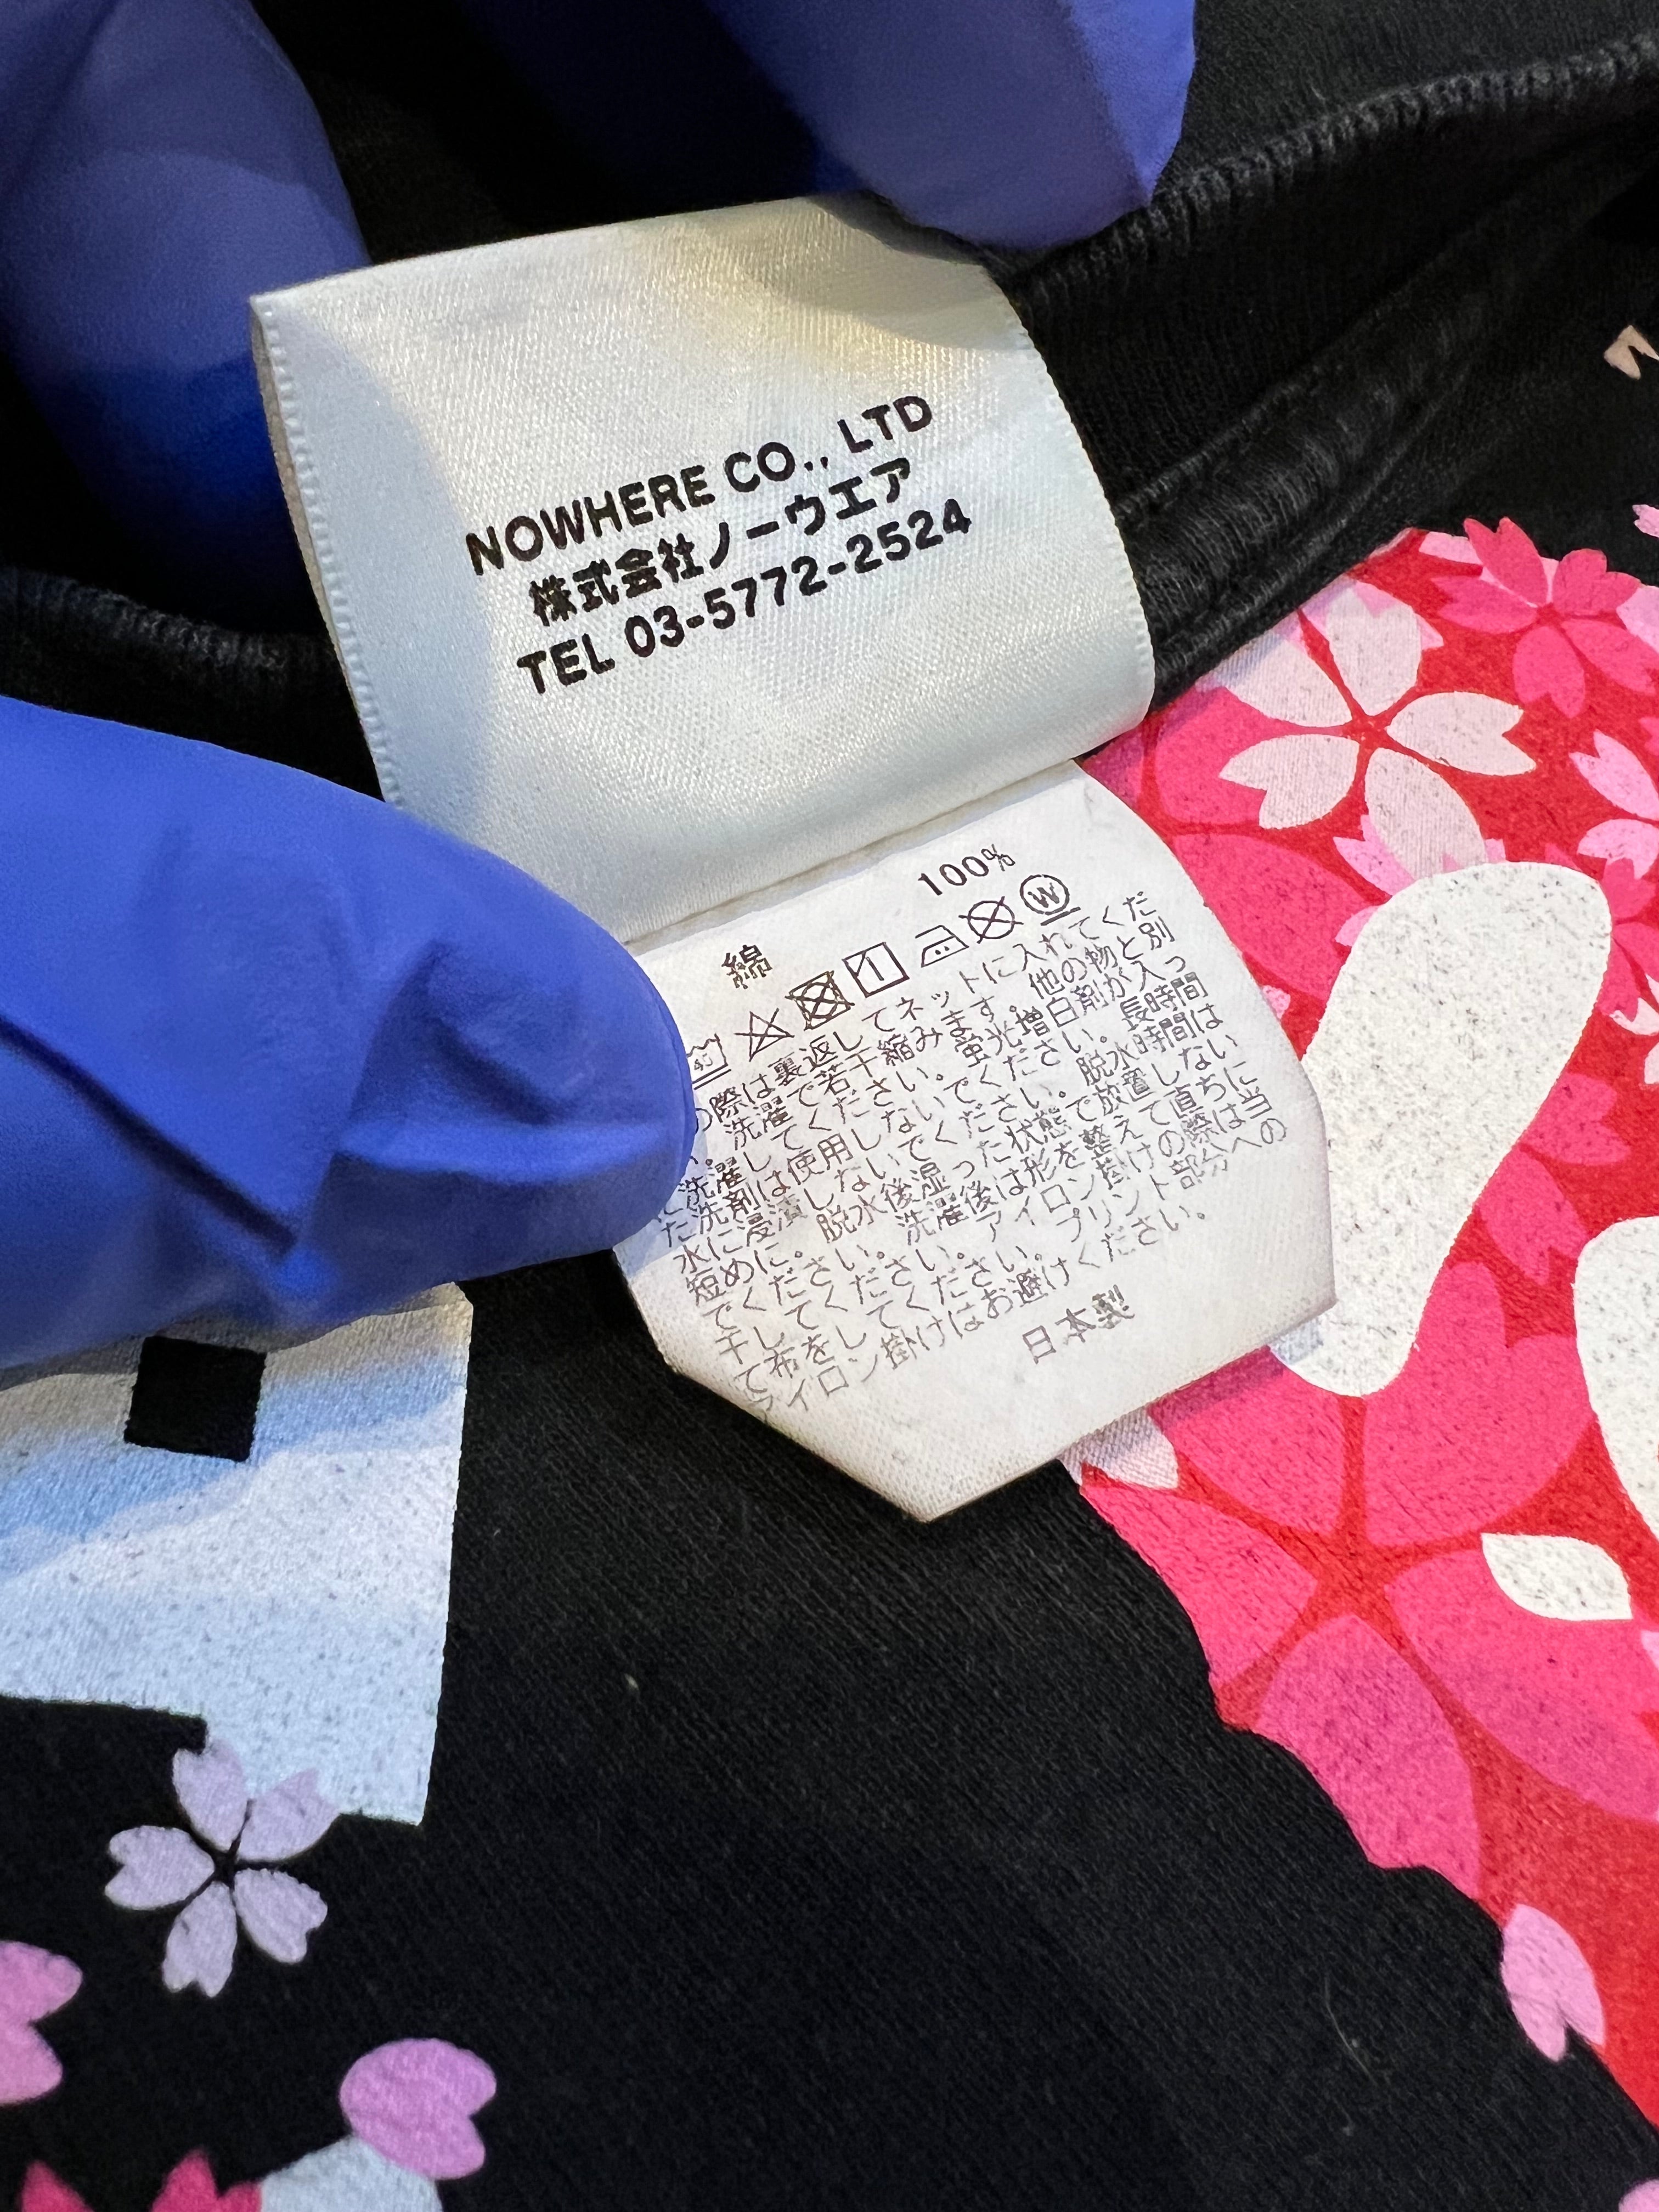 NOWHERE CO., LTD
株式会社ノーウエア
TEL 03-5772-2524
綿 100%
40 W
の際は裏返してネットに入れてくだ
い。洗濯で若干縮みます。他の物と別
洗濯してください。蛍光増白剤が入っ
た洗剤は使用しないでください。長時間
水に浸漬しないでください。脱水時間は
短めに。脱水後湿った状態で放置しない
でください。洗濯後は形を整えて直ちに
干してください。アイロン掛けの際は当
て布をしてください。プリント部分への
アイロン掛けはお避けください。
日本製